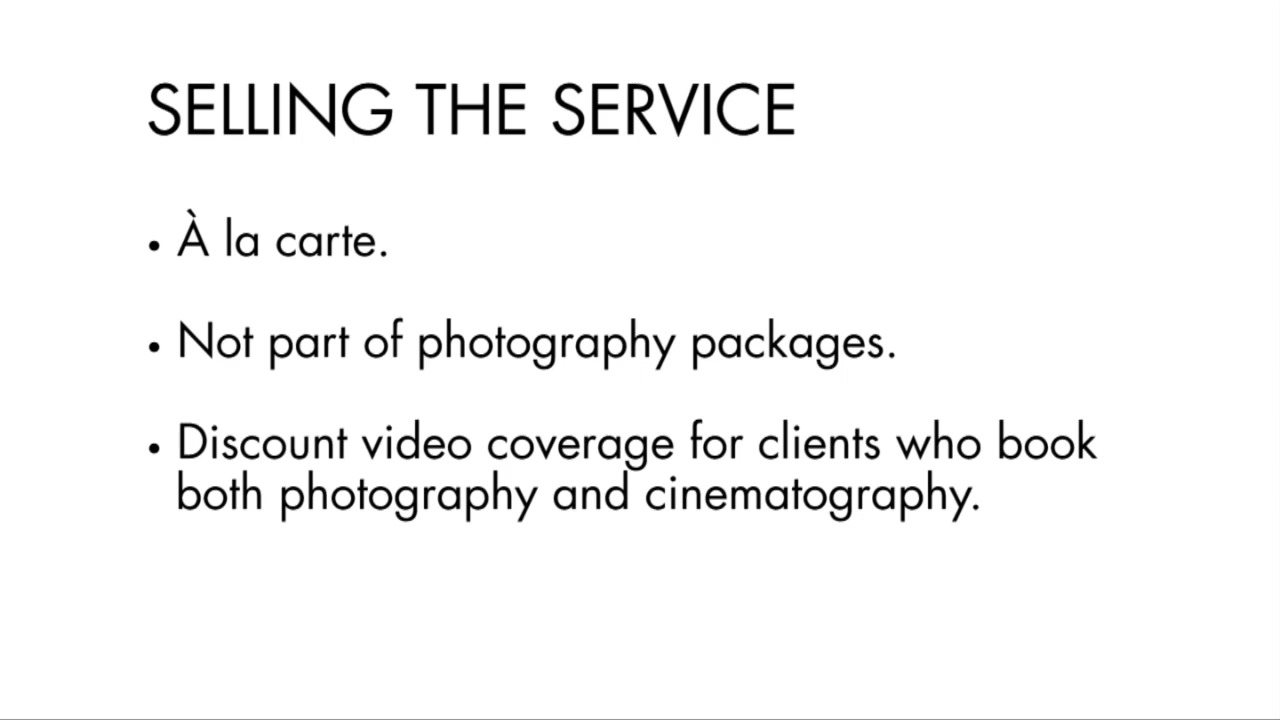 SELLING THE SERVICE
• À la carte.
• Not part of photography packages.
• Discount video coverage for clients who book
both photography and cinematography.